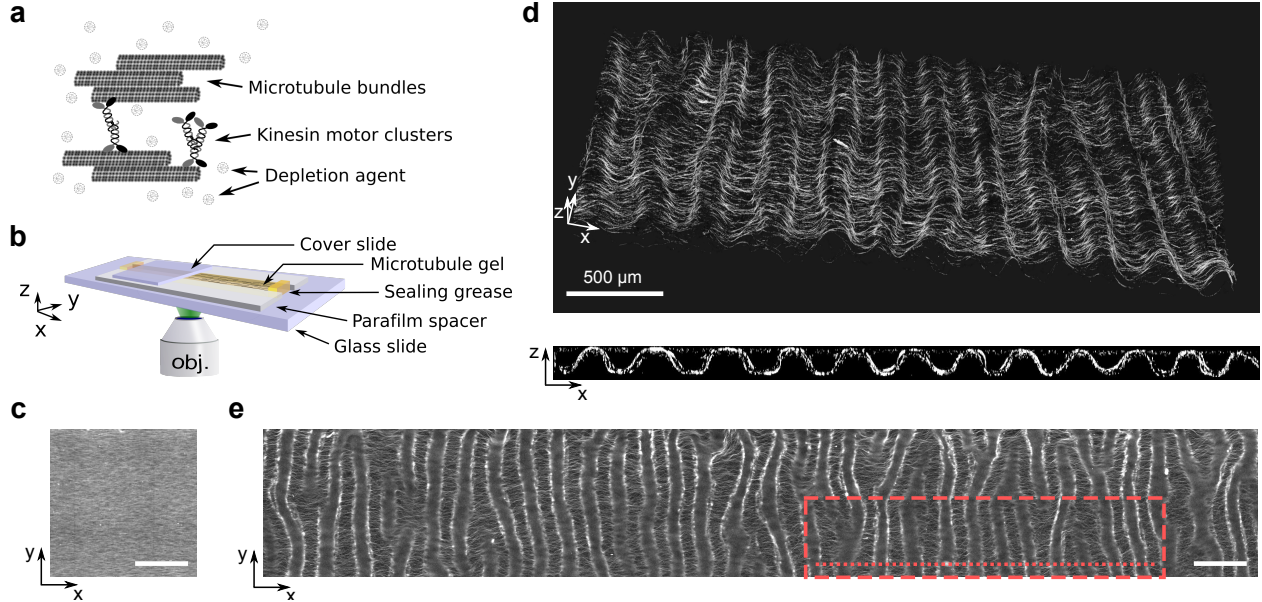 a
Microtubule bundles
Kinesin motor clusters
Depletion agent
b
Cover slide
Microtubule gel
Sealing grease
Parafilm spacer
Glass slide
obj.
z
y
x
c
y
x
d
y
z
x
500 µm
z
x
e
y
x